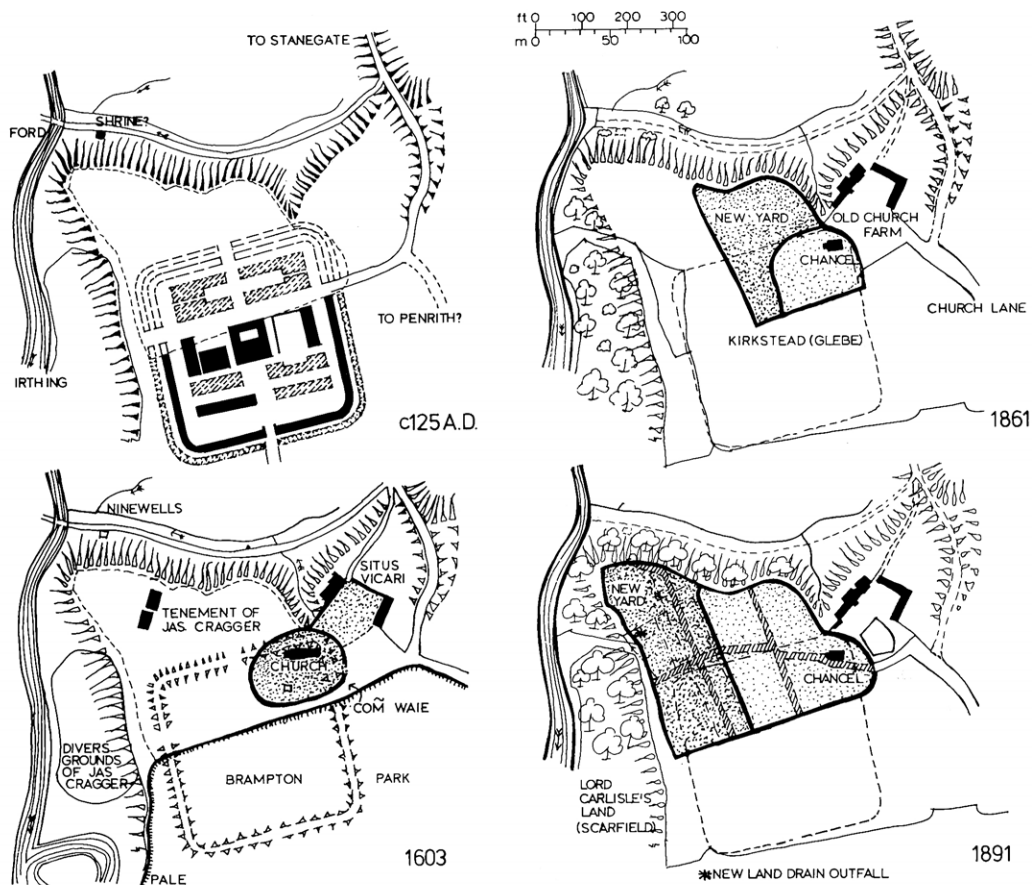 TO STANEGATE
SHRINE?
FORD
TO PENRITH?
IRTHING
c125 A.D.
ft 0 100 200 300
m 0 50 100
NEW YARD
OLD CHURCH
FARM
CHANCEL
CHURCH LANE
KIRKSTEAD (GLEBE)
1861
NINEWELLS
SITUS
VICARI
TENEMENT OF
JAS. CRAGGER
CHURCH
COM̃ WAIE
DIVERS
GROUNDS
OF JAS
CRAGGER
BRAMPTON PARK
1603
PALE
NEW
YARD
CHANCEL
LORD
CARLISLE'S
LAND
(SCARFIELD)
1891
*NEW LAND DRAIN OUTFALL